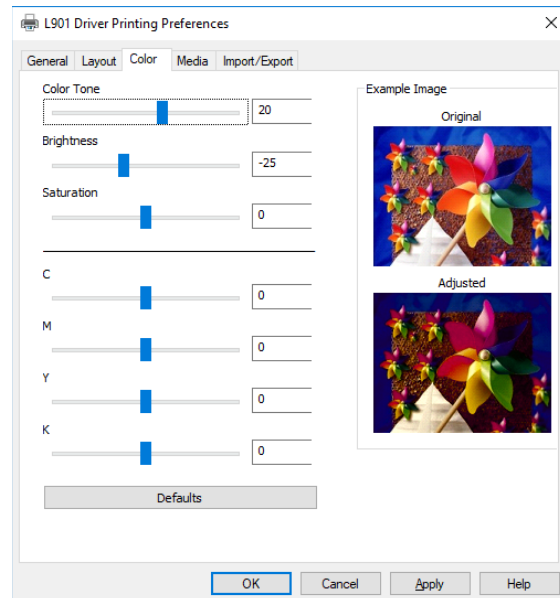 L901 Driver Printing Preferences
General Layout Color Media Import/Export
Color Tone
20
Brightness
-25
Saturation
0
C
0
M
0
Y
0
K
0
Defaults
Example Image
Original
Adjusted
OK Cancel Apply Help